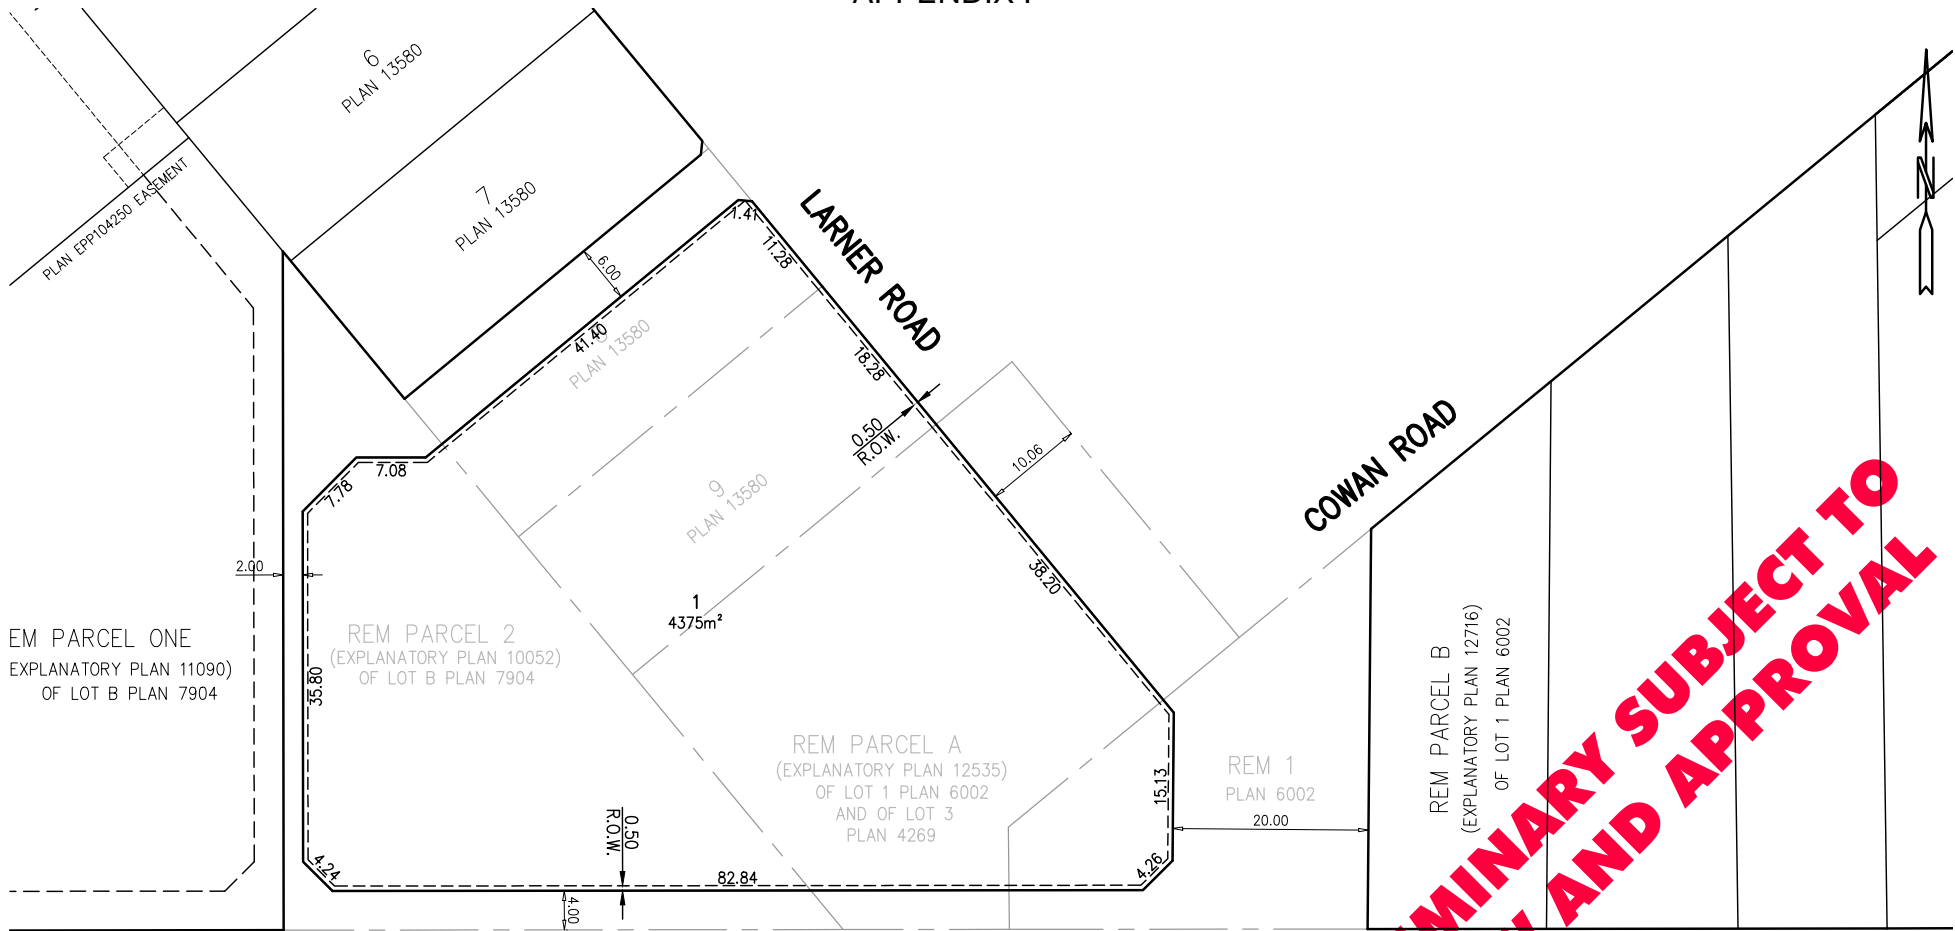 6
PLAN 13580
7
PLAN 13580
PLAN EPP104250 EASEMENT
N
LARNER ROAD
1.41
11.28
6.00
41.40
PLAN 13580
18.28
0.50
R.O.W.
10.06
COWAN ROAD
7.08
7.78
9
PLAN 13580
38.20
2.00
1
4375m²
EM PARCEL ONE
EXPLANATORY PLAN 11090)
OF LOT B PLAN 7904
REM PARCEL 2
(EXPLANATORY PLAN 10052)
OF LOT B PLAN 7904
35.80
REM PARCEL A
(EXPLANATORY PLAN 12535)
OF LOT 1 PLAN 6002
AND OF LOT 3
PLAN 4269
15.13
REM 1
PLAN 6002
20.00
REM PARCEL B
(EXPLANATORY PLAN 12716)
OF LOT 1 PLAN 6002
MINARY SUBJECT TO
AND APPROVAL
4.24
0.50
R.O.W.
82.84
4.26
4.00